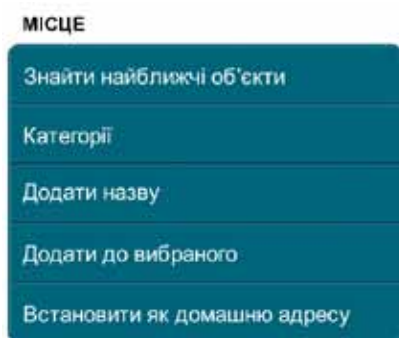 МІСЦЕ
Знайти найближчі об'єкти
Категорії
Додати назву
Додати до вибраного
Встановити як домашню адресу